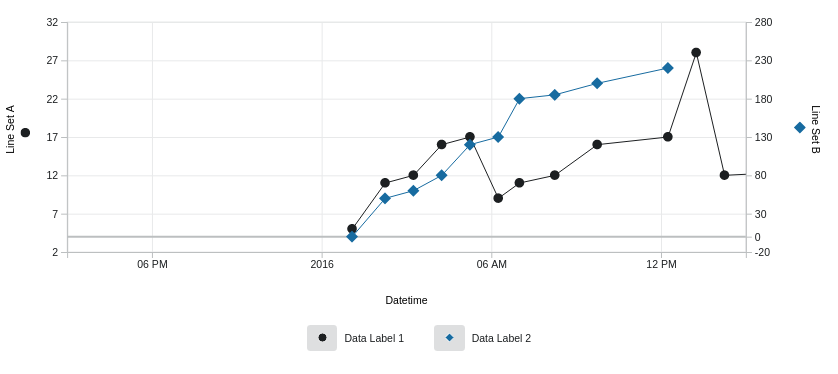 32
27
22
17
12
7
2
Line Set A
280
230
180
130
80
30
0
-20
Line Set B
06 PM
2016
06 AM
12 PM
Datetime
Data Label 1
Data Label 2